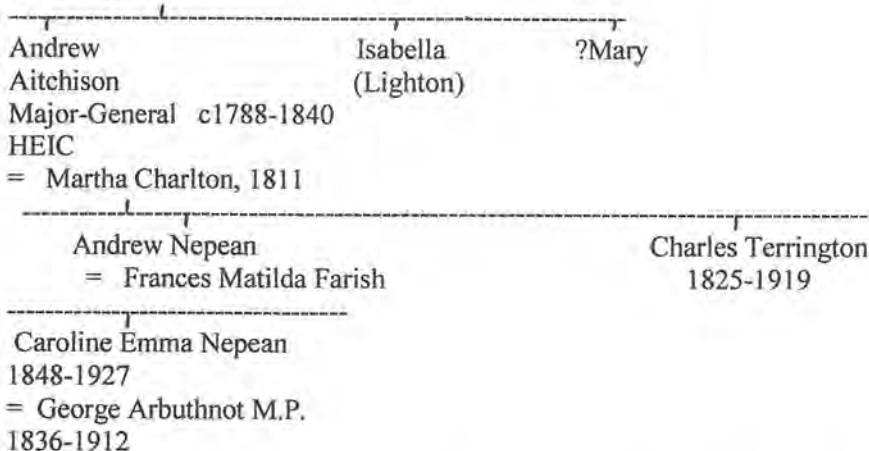 Andrew Isabella ?Mary
Aitchison (Lighton)
Major-General c1788-1840
HEIC
= Martha Charlton, 1811
Andrew Nepean Charles Terrington
= Frances Matilda Farish 1825-1919
Caroline Emma Nepean
1848-1927
= George Arbuthnot M.P.
1836-1912